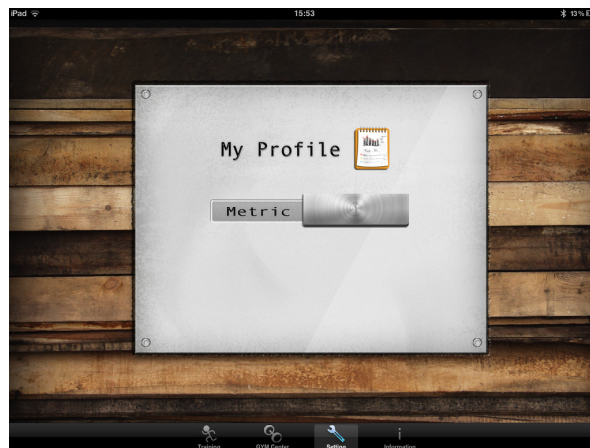 iPad 15:53 13%
My Profile
Metric
Training GYM Center Setting Information